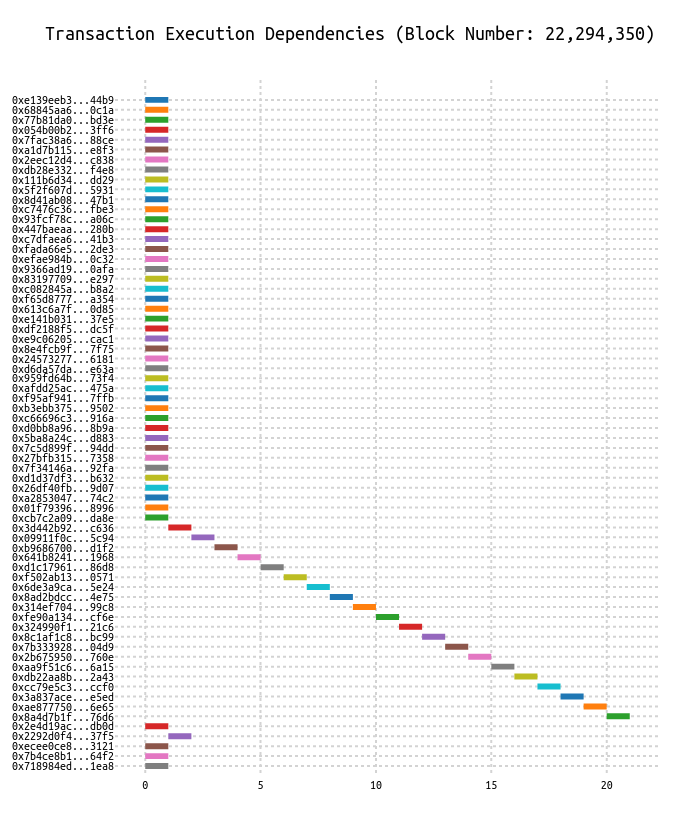 Transaction Execution Dependencies (Block Number: 22,294,350)
0xe139eeb3...44b9
0x68845aa6...0c1a
0x77b81da0...bd3e
0x054b00b2...3ff6
0x7fac38a6...88ce
0xa1d7b115...e8f3
0x2eec12d4...c838
0xdb28e332...f4e8
0x111b6d34...dd29
0x5f2f607d...5931
0x8d41ab08...47b1
0xc7476c36...fbe3
0x93fcf78c...a06c
0x447baeaa...280b
0xc7dfaea6...41b3
0xfada66e5...2de3
0xefae984b...0c32
0x9366ad19...0afa
0x83197709...e297
0xc082845a...b8a2
0xf65d8777...a354
0x613c6a7f...0d85
0xe141b031...37e5
0xdf2188f5...dc5f
0xe9c06205...cac1
0x8e4fcb9f...7f75
0x24573277...6181
0xd6da57da...e63a
0x959fd64b...73f4
0xafdd25ac...475a
0xf95af941...7ffb
0xb3ebb375...9502
0xc66696c3...916a
0xd0bb8a96...8b9a
0x5ba8a24c...d883
0x7c5d899f...94dd
0x27bfb315...7358
0x7f34146a...92fa
0xd1d37df3...b632
0x26df40fb...9d07
0xa2853047...74c2
0x01f79396...8996
0xcb7c2a09...da8e
0x3d442b92...c636
0x09911f0c...5c94
0xb9686700...d1f2
0x641b8241...1968
0xd1c17961...86d8
0xf502ab13...0571
0x6de3a9ca...5e24
0x8ad2bdcc...4e75
0x314ef704...99c8
0xfe90a134...cf6e
0x324990f1...21c6
0x8c1af1c8...bc99
0x7b333928...04d9
0x2b675950...760e
0xaa9f51c6...6a15
0xdb22aa8b...2a43
0xcc79e5c3...ccf0
0x3a837ace...e5ed
0xae877750...6e65
0x8a4d7b1f...76d6
0x2e4d19ac...db0d
0x2292d0f4...37f5
0xecee0ce8...3121
0x7b4ce8b1...64f2
0x718984ed...1ea8
0 5 10 15 20